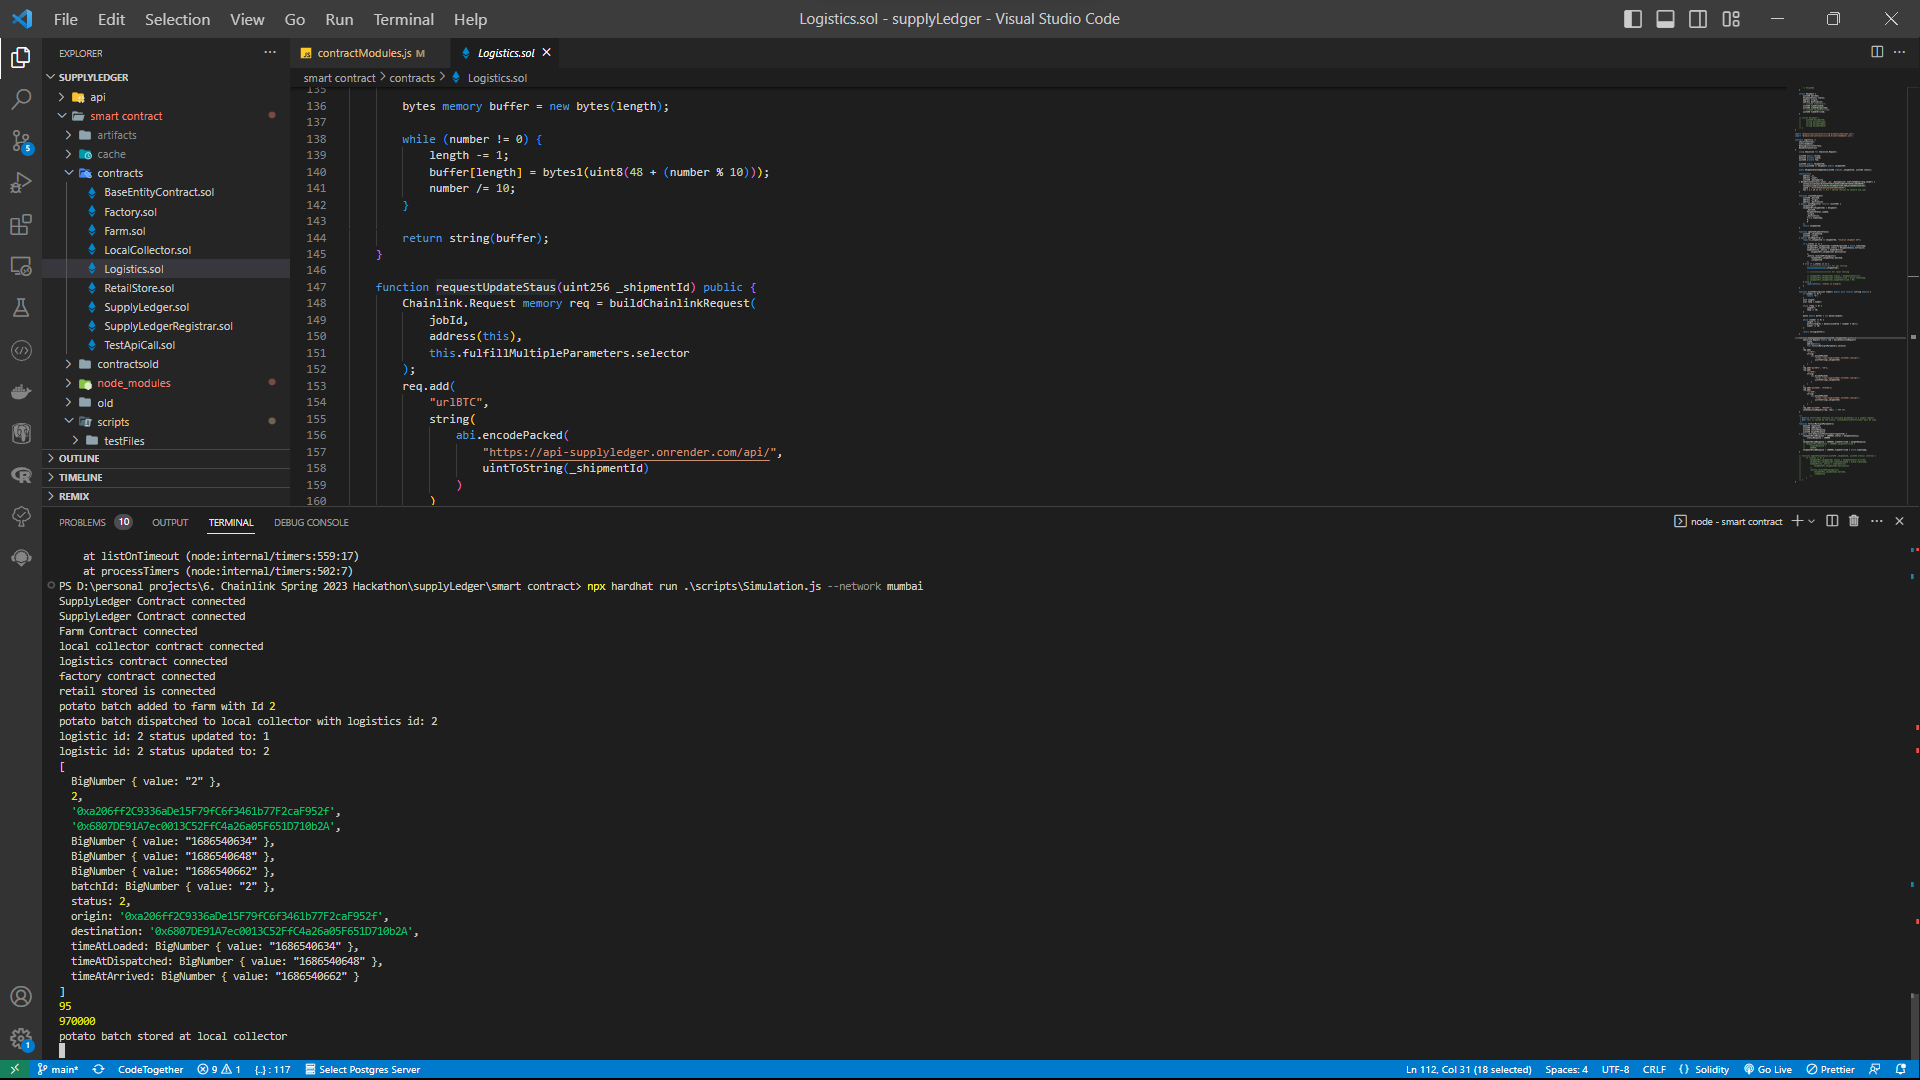 File Edit Selection View Go Run Terminal Help
Logistics.sol - supplyLedger - Visual Studio Code
EXPLORER
contractModules.js M
Logistics.sol
SUPPLYLEDGER
smart contract > contracts > Logistics.sol
api
smart contract
artifacts
cache
contracts
BaseEntityContract.sol
Factory.sol
Farm.sol
LocalCollector.sol
Logistics.sol
RetailStore.sol
SupplyLedger.sol
SupplyLedgerRegistrar.sol
TestApiCall.sol
contractsold
node_modules
old
scripts
testFiles
OUTLINE
TIMELINE
REMIX
5
1
135
136 bytes memory buffer = new bytes(length);
137
138 while (number != 0) {
139 length -= 1;
140 buffer[length] = bytes1(uint8(48 + (number % 10)));
141 number /= 10;
142 }
143
144 return string(buffer);
145 }
146
147 function requestUpdateStaus(uint256 _shipmentId) public {
148 Chainlink.Request memory req = buildChainlinkRequest(
149 jobId,
150 address(this),
151 this.fulfillMultipleParameters.selector
152 );
153 req.add(
154 "urlBTC",
155 string(
156 abi.encodePacked(
157 "https://api-supplyledger.onrender.com/api/",
158 uintToString(_shipmentId)
159 )
160 )
PROBLEMS 10 OUTPUT TERMINAL DEBUG CONSOLE
node - smart contract
at listOnTimeout (node:internal/timers:559:17)
at processTimers (node:internal/timers:502:7)
PS D:\personal projects\6. Chainlink Spring 2023 Hackathon\supplyLedger\smart contract> npx hardhat run .\scripts\Simulation.js --network mumbai
SupplyLedger Contract connected
SupplyLedger Contract connected
Farm Contract connected
local collector contract connected
logistics contract connected
factory contract connected
retail stored is connected
potato batch added to farm with Id 2
potato batch dispatched to local collector with logistics id: 2
logistic id: 2 status updated to: 1
logistic id: 2 status updated to: 2
[
BigNumber { value: "2" },
2,
'0xa206ff2C9336aDe15F79fC6f3461b77F2caF952f',
'0x6807DE91A7ec0013C52FfC4a26a05F651D710b2A',
BigNumber { value: "1686540634" },
BigNumber { value: "1686540648" },
BigNumber { value: "1686540662" },
batchId: BigNumber { value: "2" },
status: 2,
origin: '0xa206ff2C9336aDe15F79fC6f3461b77F2caF952f',
destination: '0x6807DE91A7ec0013C52FfC4a26a05F651D710b2A',
timeAtLoaded: BigNumber { value: "1686540634" },
timeAtDispatched: BigNumber { value: "1686540648" },
timeAtArrived: BigNumber { value: "1686540662" }
]
95
970000
potato batch stored at local collector
main* CodeTogether 9 1 {..} : 117 Select Postgres Server
Ln 112, Col 31 (18 selected) Spaces: 4 UTF-8 CRLF {} Solidity Go Live Prettier